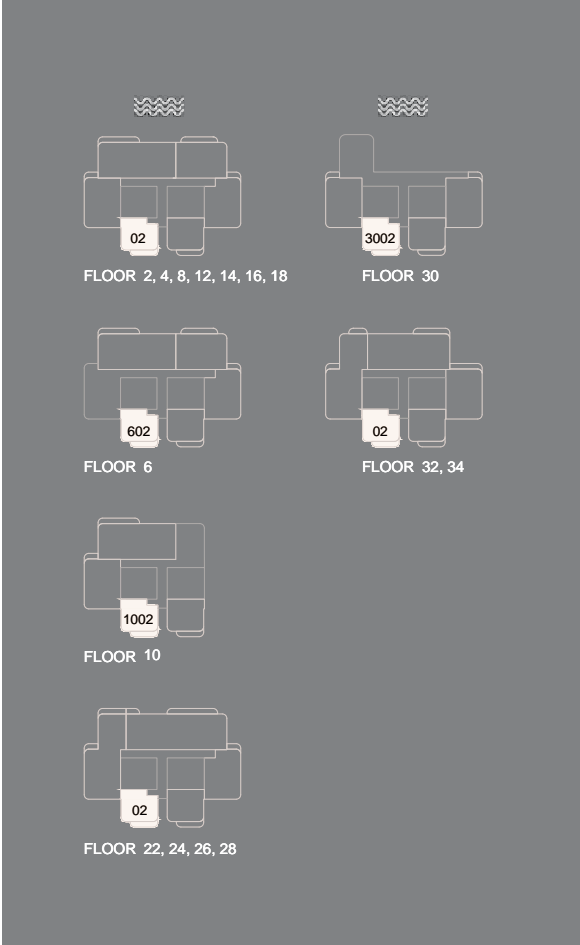 02
FLOOR 2, 4, 8, 12, 14, 16, 18
3002
FLOOR 30
602
FLOOR 6
02
FLOOR 32, 34
1002
FLOOR 10
02
FLOOR 22, 24, 26, 28